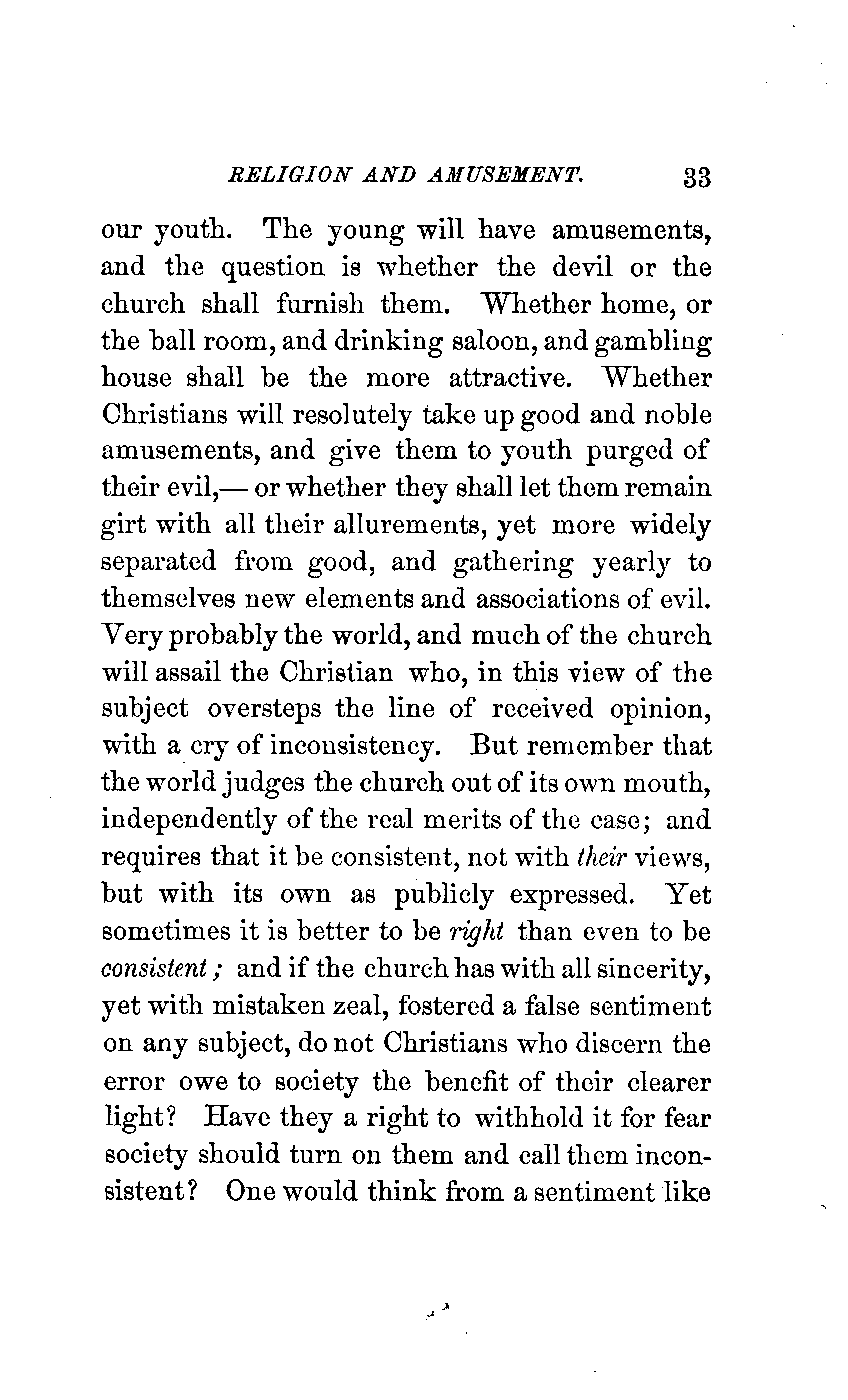 RELIGION AND AMUSEMENT. 33
our youth. The young will have amusements,
and the question is whether the devil or the
church shall furnish them. Whether home, or
the ball room, and drinking saloon, and gambling
house shall be the more attractive. Whether
Christians will resolutely take up good and noble
amusements, and give them to youth purged of
their evil,— or whether they shall let them remain
girt with all their allurements, yet more widely
separated from good, and gathering yearly to
themselves new elements and associations of evil.
Very probably the world, and much of the church
will assail the Christian who, in this view of the
subject oversteps the line of received opinion,
with a cry of inconsistency. But remember that
the world judges the church out of its own mouth,
independently of the real merits of the case; and
requires that it be consistent, not with their views,
but with its own as publicly expressed. Yet
sometimes it is better to be right than even to be
consistent; and if the church has with all sincerity,
yet with mistaken zeal, fostered a false sentiment
on any subject, do not Christians who discern the
error owe to society the benefit of their clearer
light? Have they a right to withhold it for fear
society should turn on them and call them incon-
sistent? One would think from a sentiment like